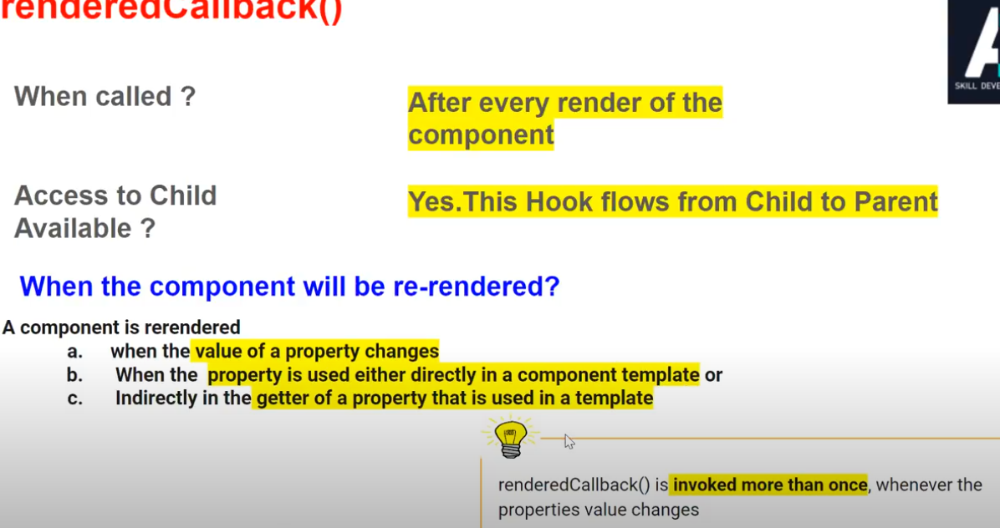 renderedCallback()
SKILL DEVE
When called ?
After every render of the
component
Access to Child
Available ?
Yes.This Hook flows from Child to Parent
When the component will be re-rendered?
A component is rerendered
a. when the value of a property changes
b. When the property is used either directly in a component template or
c. Indirectly in the getter of a property that is used in a template
renderedCallback() is invoked more than once, whenever the
properties value changes